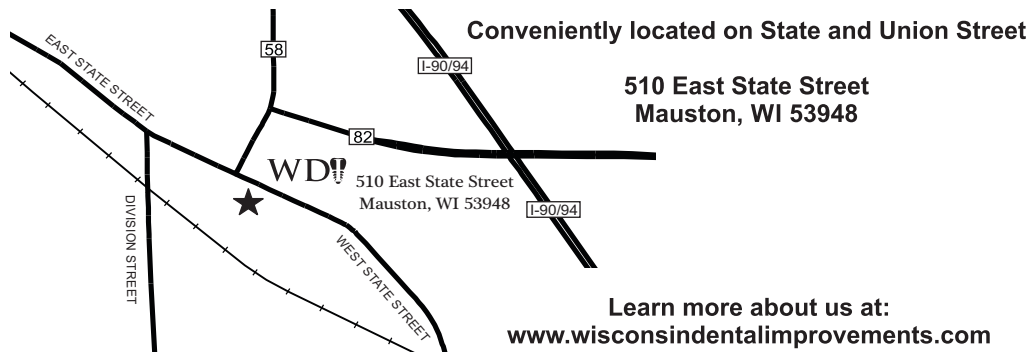 Conveniently located on State and Union Street
510 East State Street
Mauston, WI 53948
58
I-90/94
EAST STATE STREET
82
WD
510 East State Street
Mauston, WI 53948
I-90/94
DIVISION STREET
WEST STATE STREET
Learn more about us at:
www.wisconsindentalimprovements.com